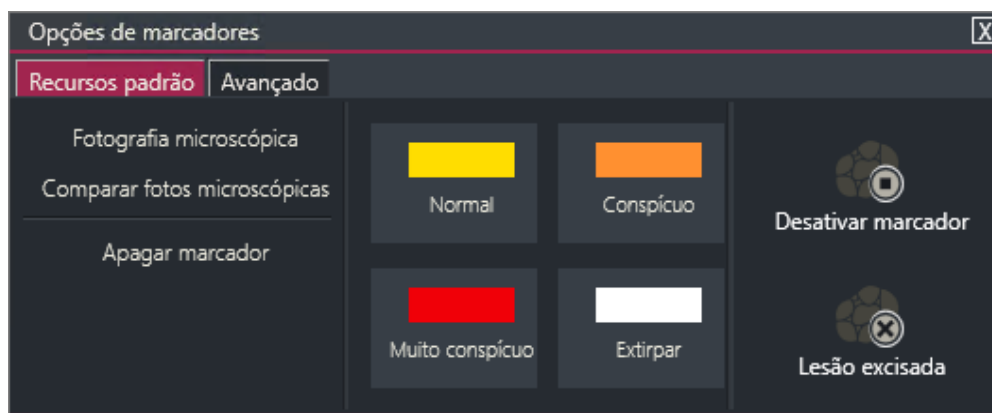 Opções de marcadores
X
Recursos padrão
Avançado
Fotografia microscópica
Comparar fotos microscópicas
Apagar marcador
Normal
Conspícuo
Muito conspícuo
Extirpar
Desativar marcador
Lesão excisada